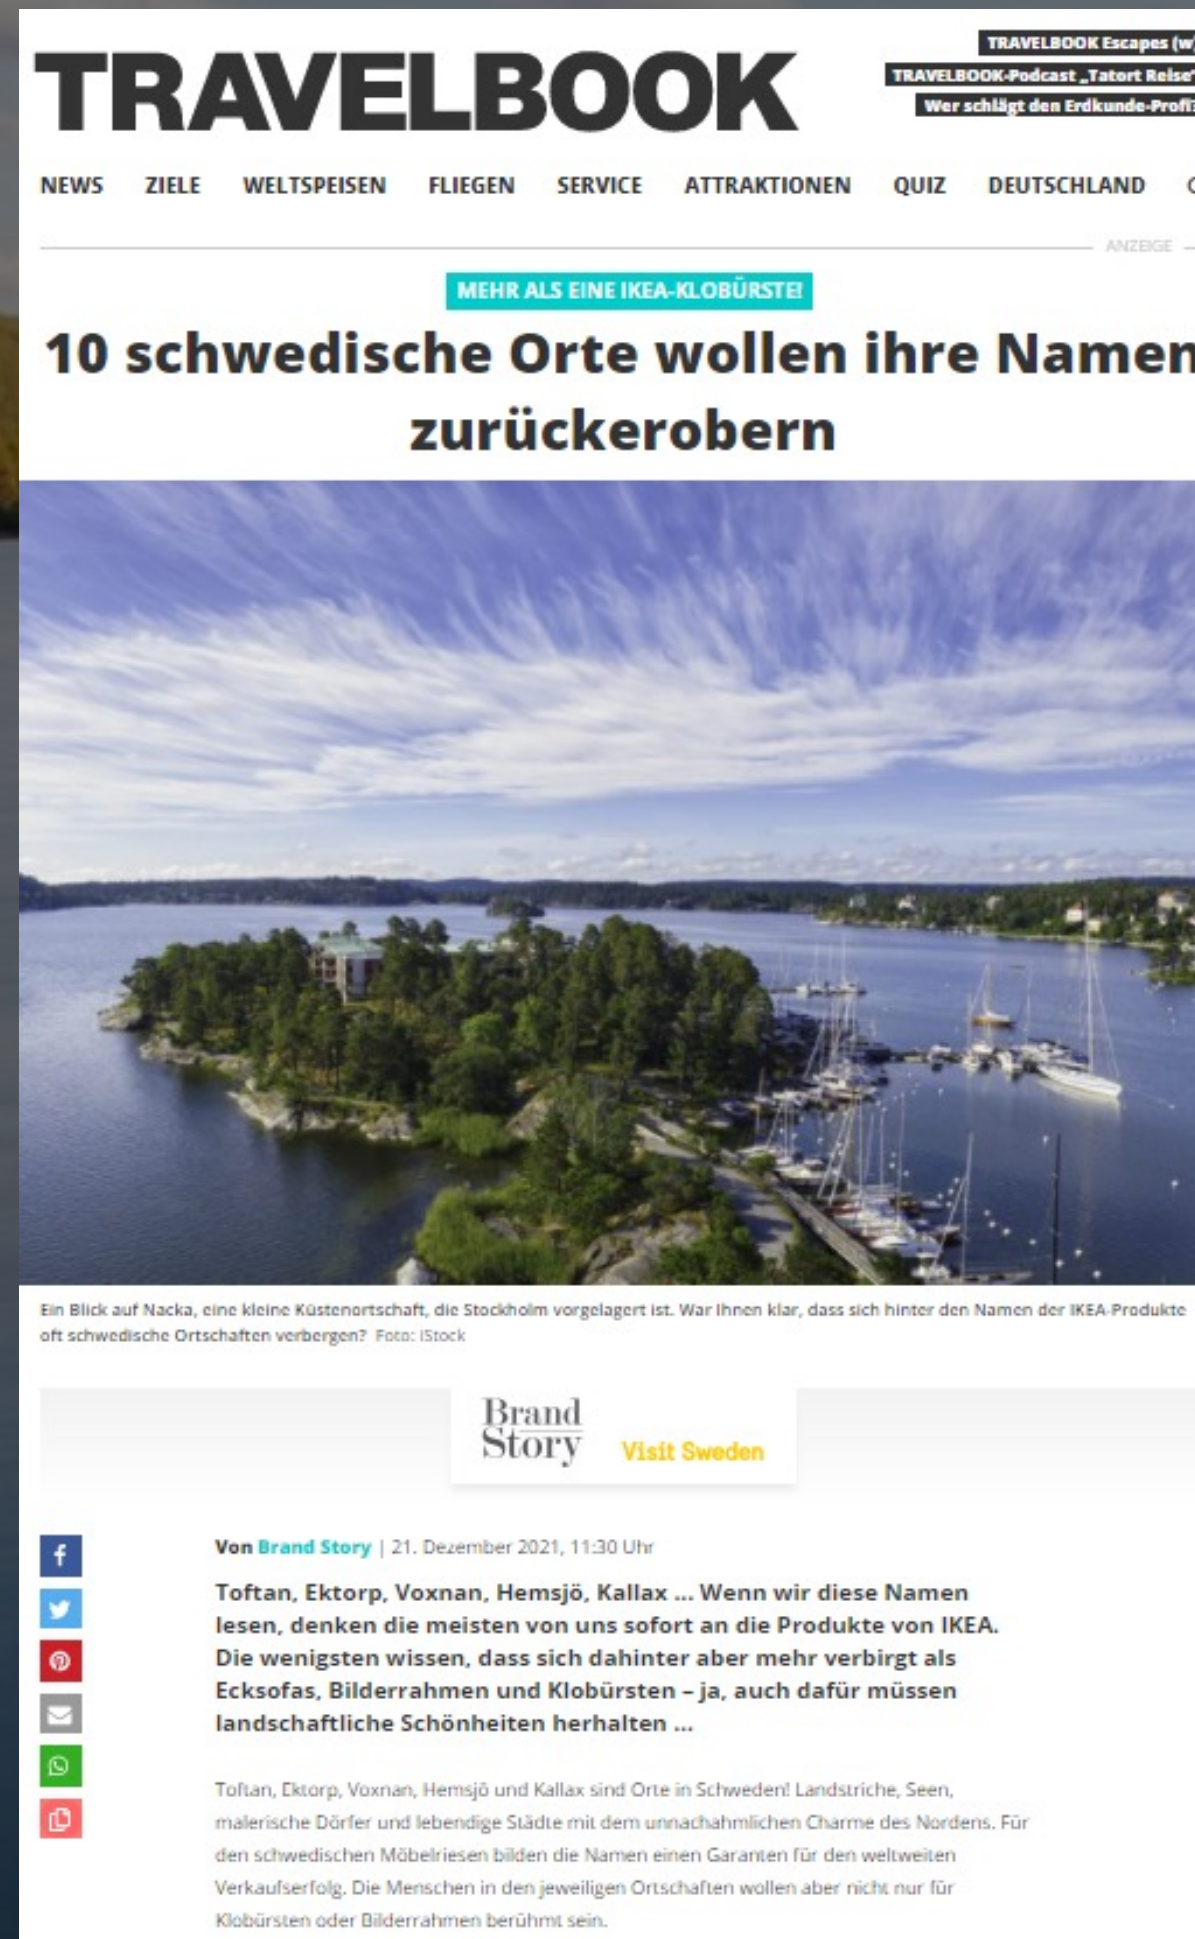 TRAVELBOOK
TRAVELBOOK Escapes (w)
TRAVELBOOK-Podcast „Tatort Reise“
Wer schlägt den Erdkunde-Profi?
NEWS ZIELE WELTSPEISEN FLIEGEN SERVICE ATTRAKTIONEN QUIZ DEUTSCHLAND
ANZEIGE
MEHR ALS EINE IKEA-KLOBÜRSTE!
10 schwedische Orte wollen ihre Namen
zurückerobern
Ein Blick auf Nacka, eine kleine Küstenortschaft, die Stockholm vorgelagert ist. War Ihnen klar, dass sich hinter den Namen der IKEA-Produkte
oft schwedische Ortschaften verbergen? Foto: iStock
Brand
Story
Visit Sweden
Von Brand Story | 21. Dezember 2021, 11:30 Uhr
Toftan, Ektorp, Voxnan, Hemsjö, Kallax ... Wenn wir diese Namen
lesen, denken die meisten von uns sofort an die Produkte von IKEA.
Die wenigsten wissen, dass sich dahinter aber mehr verbirgt als
Ecksofas, Bilderrahmen und Klobürsten – ja, auch dafür müssen
landschaftliche Schönheiten herhalten ...
Toftan, Ektorp, Voxnan, Hemsjö und Kallax sind Orte in Schweden! Landstriche, Seen,
malerische Dörfer und lebendige Städte mit dem unnachahmlichen Charme des Nordens. Für
den schwedischen Möbelriesen bilden die Namen einen Garanten für den weltweiten
Verkaufserfolg. Die Menschen in den jeweiligen Ortschaften wollen aber nicht nur für
Klobürsten oder Bilderrahmen berühmt sein.